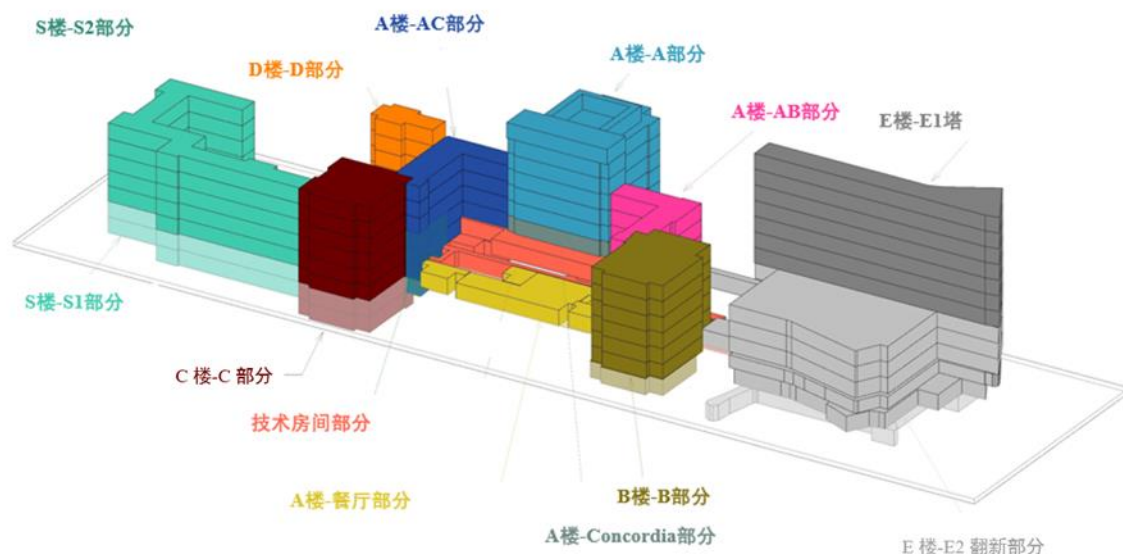 S楼-S2部分
A楼-AC部分
A楼-A部分
D楼-D部分
A楼-AB部分
E楼-E1塔
S楼-S1部分
C 楼-C 部分
技术房间部分
A楼-餐厅部分
B楼-B部分
A楼-Concordia部分
E 楼-E2 翻新部分